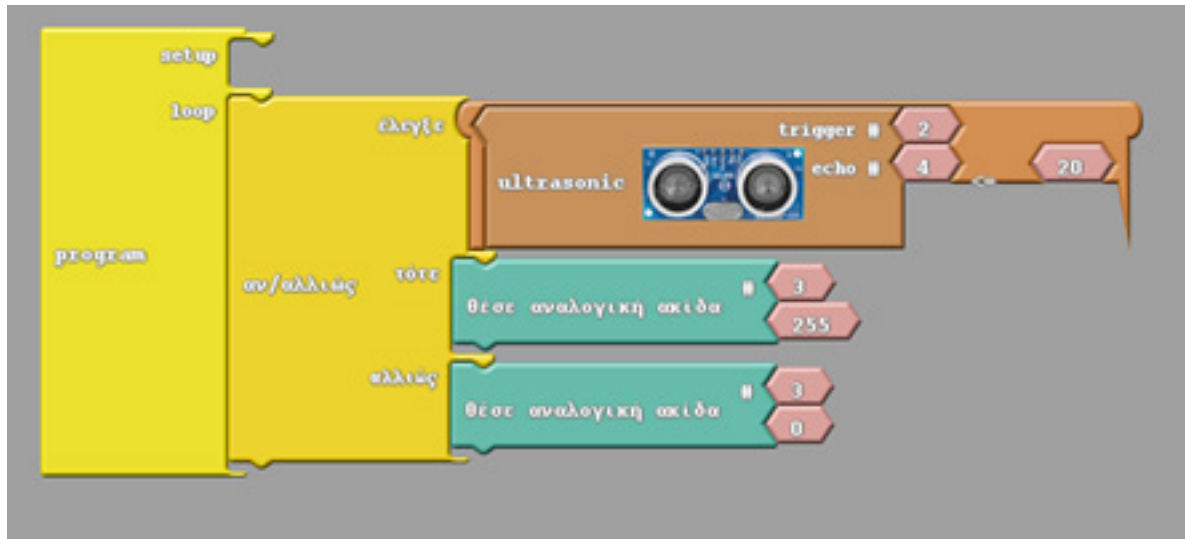 setup
loop
έλεγξε
trigger # 2
ultrasonic
echo # 4
<= 20
program
αν/αλλιώς
τότε
θέσε αναλογική ακίδα # 3
255
αλλιώς
θέσε αναλογική ακίδα # 3
0